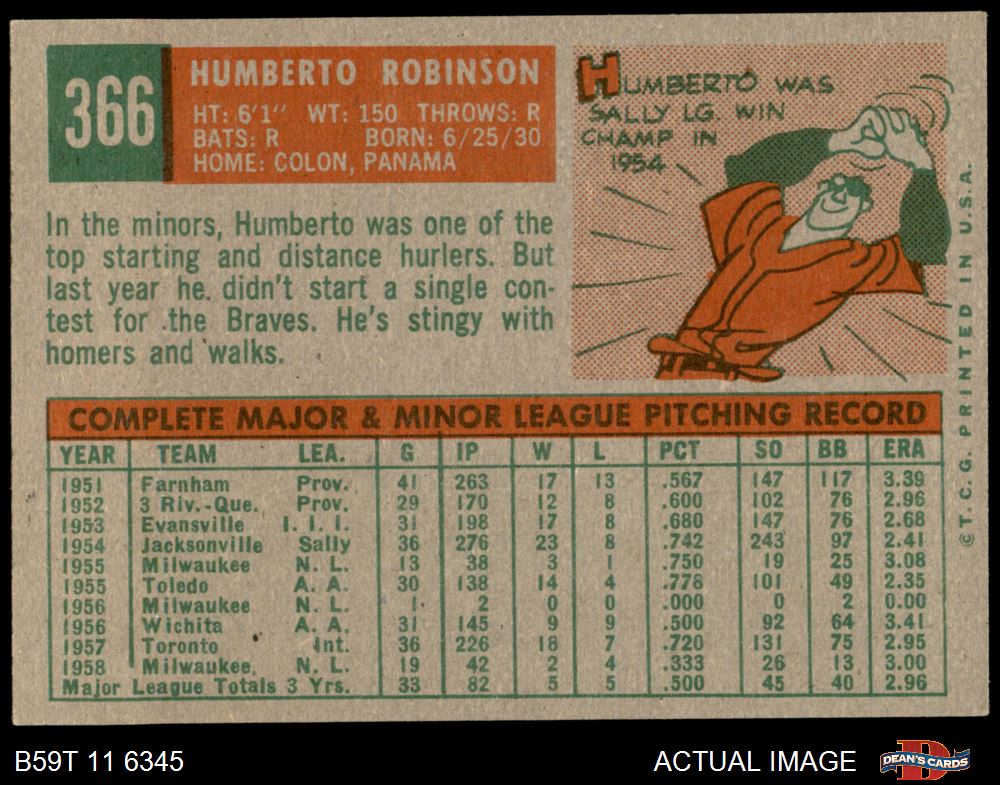 366
HUMBERTO ROBINSON
HT: 6'1" WT: 150 THROWS: R
BATS: R BORN: 6/25/30
HOME: COLON, PANAMA
HUMBERTO WAS
SALLY LG. WIN
CHAMP IN
1954
In the minors, Humberto was one of the
top starting and distance hurlers. But
last year he. didn't start a single con-
test for the Braves. He's stingy with
homers and walks.
COMPLETE MAJOR & MINOR LEAGUE PITCHING RECORD
YEAR TEAM LEA. G IP W L PCT SO BB ERA
1951 Farnham Prov. 41 263 17 13 .567 147 117 3.39
1952 3 Riv.-Que. Prov. 29 170 12 8 .600 102 76 2.96
1953 Evansville I. I. I. 31 198 17 8 .680 147 76 2.68
1954 Jacksonville Sally 36 276 23 8 .742 243 97 2.41
1955 Milwaukee N. L. 13 38 3 1 .750 19 25 3.08
1955 Toledo A. A. 30 138 14 4 .778 101 49 2.35
1956 Milwaukee N. L. 1 2 0 0 .000 0 2 0.00
1956 Wichita A. A. 31 145 9 9 .500 92 64 3.41
1957 Toronto Int. 36 226 18 7 .720 131 75 2.95
1958 Milwaukee N. L. 19 42 2 4 .333 26 13 3.00
Major League Totals 3 Yrs. 33 82 5 5 .500 45 40 2.96
© T. C. G. PRINTED IN U.S.A.
B59T 11 6345
ACTUAL IMAGE
D
DEAN'S CARDS